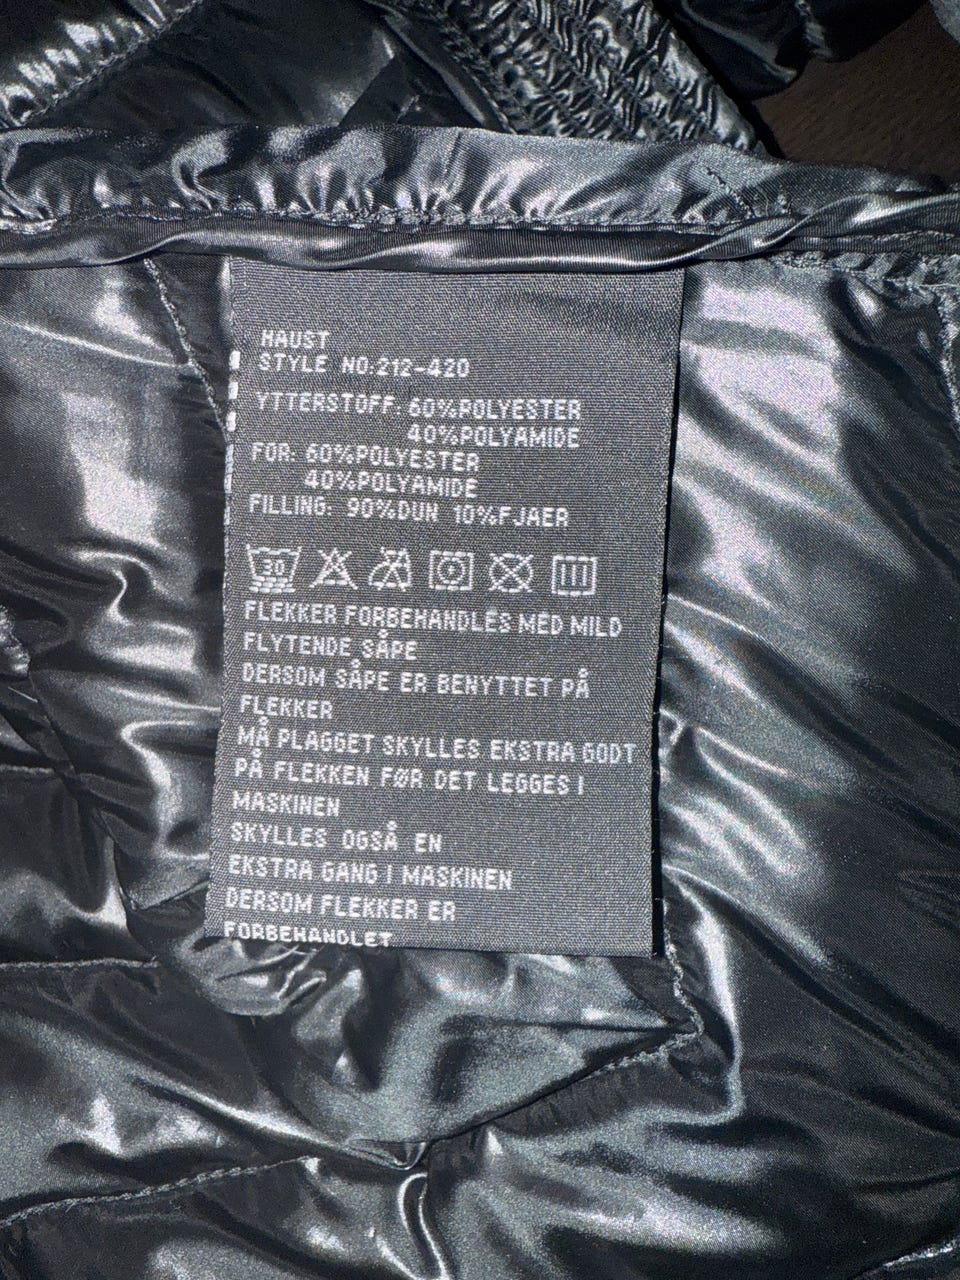 HAUST
STYLE NO:212-420
YTTERSTOFF: 60%POLYESTER
40%POLYAMIDE
FOR: 60%POLYESTER
40%POLYAMIDE
FILLING: 90%DUN 10%FJAER
30
FLEKKER FORBEHANDLES MED MILD
FLYTENDE SÅPE
DERSOM SÅPE ER BENYTTET PÅ
FLEKKER
MÅ PLAGGET SKYLLES EKSTRA GODT
PÅ FLEKKEN FØR DET LEGGES I
MASKINEN
SKYLLES OGSÅ EN
EKSTRA GANG I MASKINEN
DERSOM FLEKKER ER
FORBEHANDLET